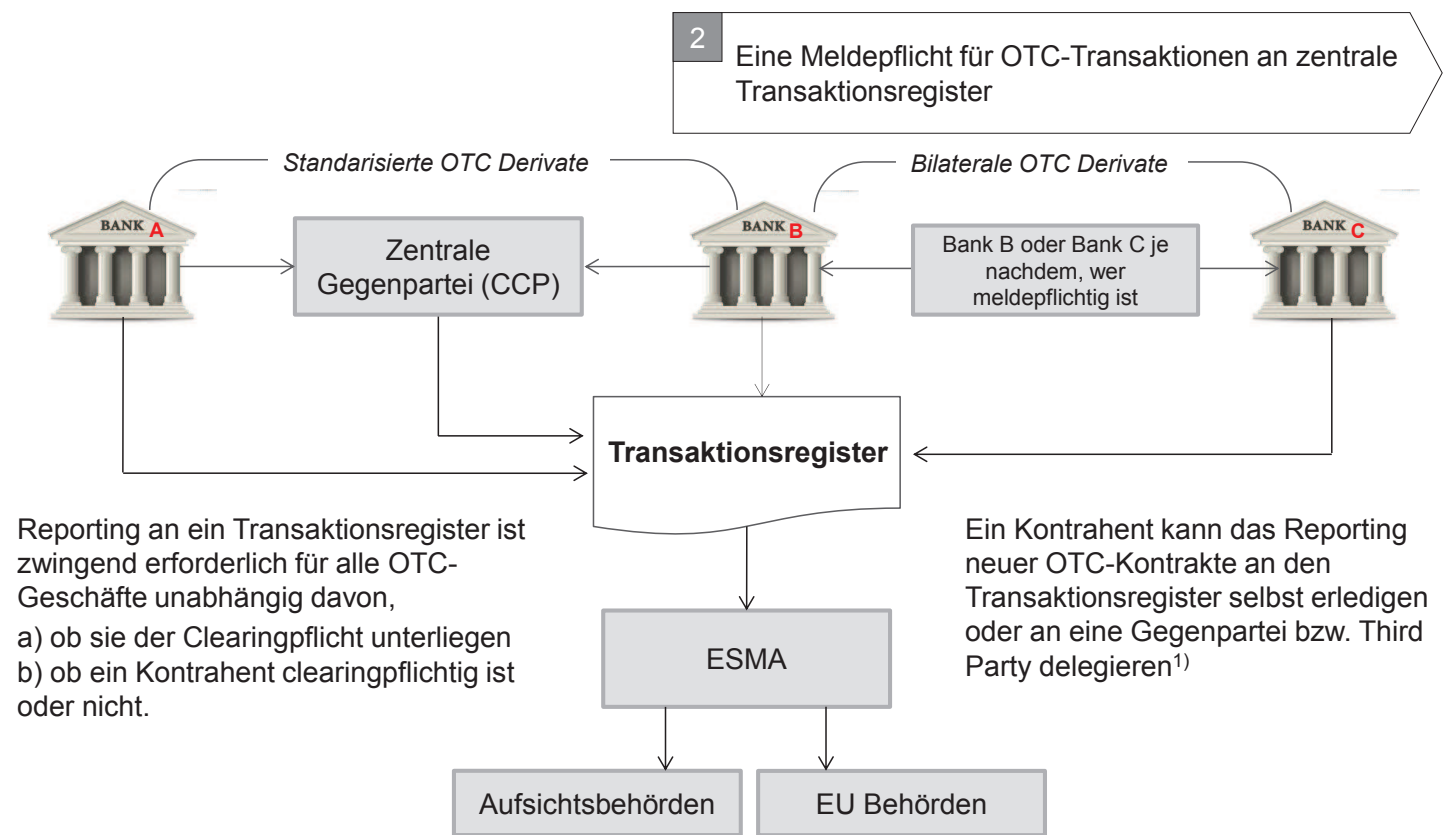 2
Eine Meldepflicht für OTC-Transaktionen an zentrale
Transaktionsregister
Standarisierte OTC Derivate
Bilaterale OTC Derivate
BANK A
Zentrale
Gegenpartei (CCP)
BANK B
Bank B oder Bank C je
nachdem, wer
meldepflichtig ist
BANK C
Transaktionsregister
Reporting an ein Transaktionsregister ist
zwingend erforderlich für alle OTC-
Geschäfte unabhängig davon,
a) ob sie der Clearingpflicht unterliegen
b) ob ein Kontrahent clearingpflichtig ist
oder nicht.
Ein Kontrahent kann das Reporting
neuer OTC-Kontrakte an den
Transaktionsregister selbst erledigen
oder an eine Gegenpartei bzw. Third
Party delegieren1)
ESMA
Aufsichtsbehörden
EU Behörden